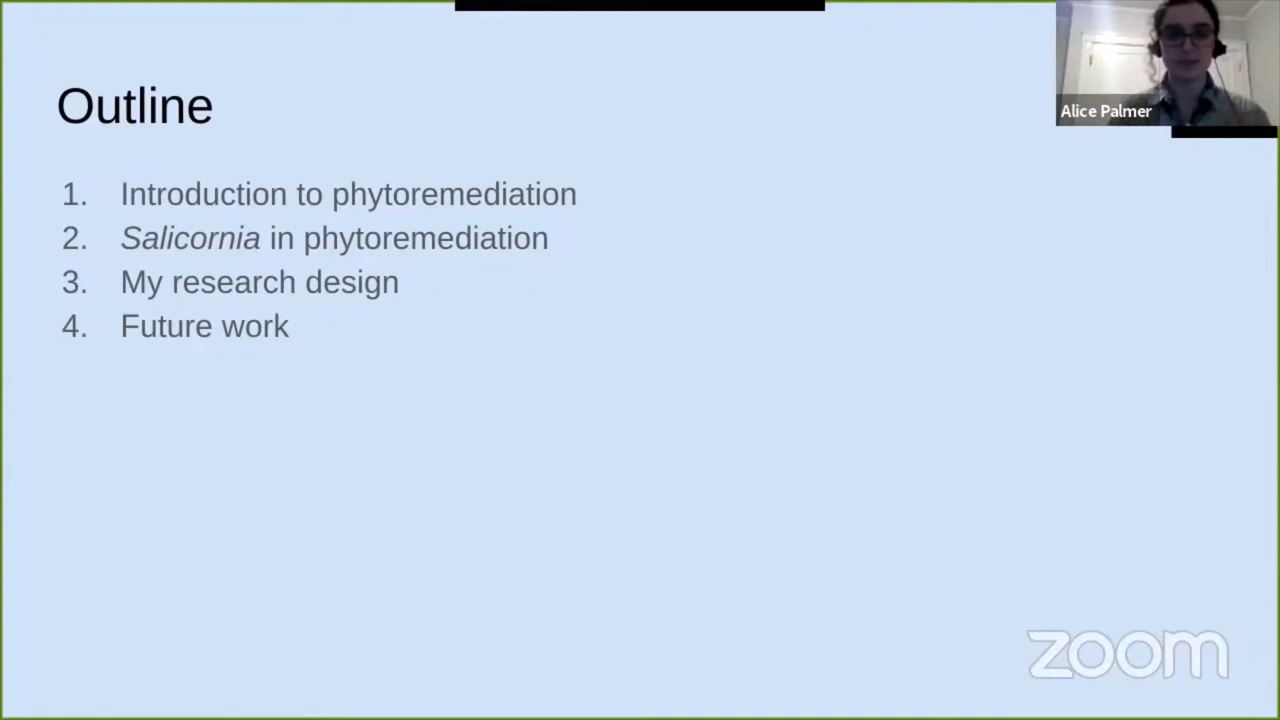 Alice Palmer
Outline
1. Introduction to phytoremediation
2. Salicornia in phytoremediation
3. My research design
4. Future work
zoom